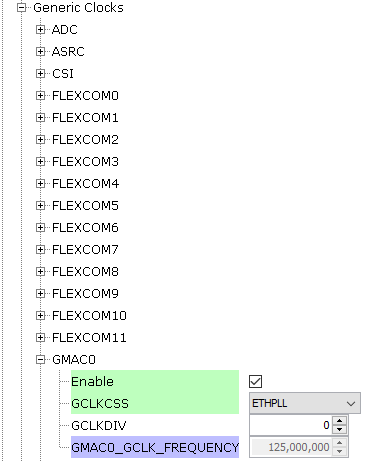 Generic Clocks
ADC
ASRC
CSI
FLEXCOM0
FLEXCOM1
FLEXCOM2
FLEXCOM3
FLEXCOM4
FLEXCOM5
FLEXCOM6
FLEXCOM7
FLEXCOM8
FLEXCOM9
FLEXCOM10
FLEXCOM11
GMAC0
Enable
GCLKCSS ETHPLL
GCLKDIV 0
GMAC0_GCLK_FREQUENCY 125,000,000